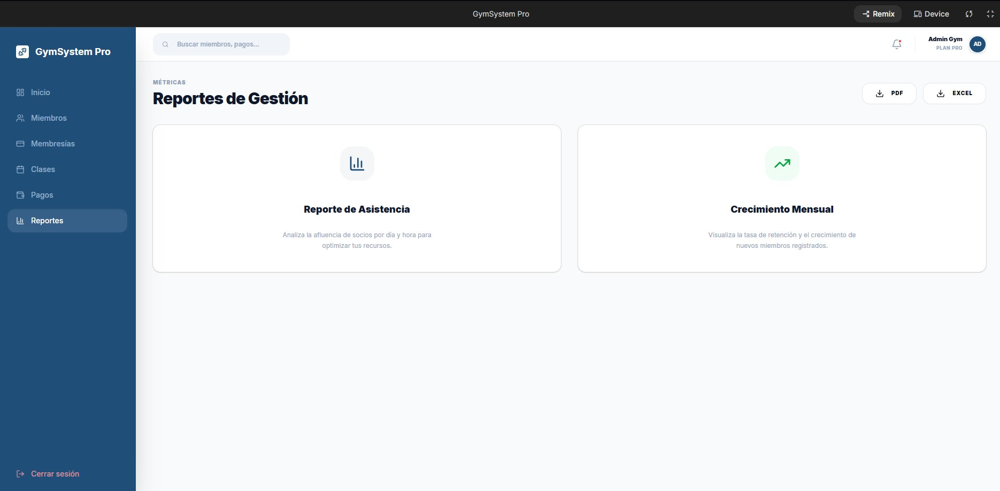 GymSystem Pro
Remix
Device
GymSystem Pro
Inicio
Miembros
Membresías
Clases
Pagos
Reportes
Cerrar sesión
Buscar miembros, pagos...
Admin Gym
PLAN PRO
AD
MÉTRICAS
Reportes de Gestión
PDF
EXCEL
Reporte de Asistencia
Analiza la afluencia de socios por día y hora para
optimizar tus recursos.
Crecimiento Mensual
Visualiza la tasa de retención y el crecimiento de
nuevos miembros registrados.